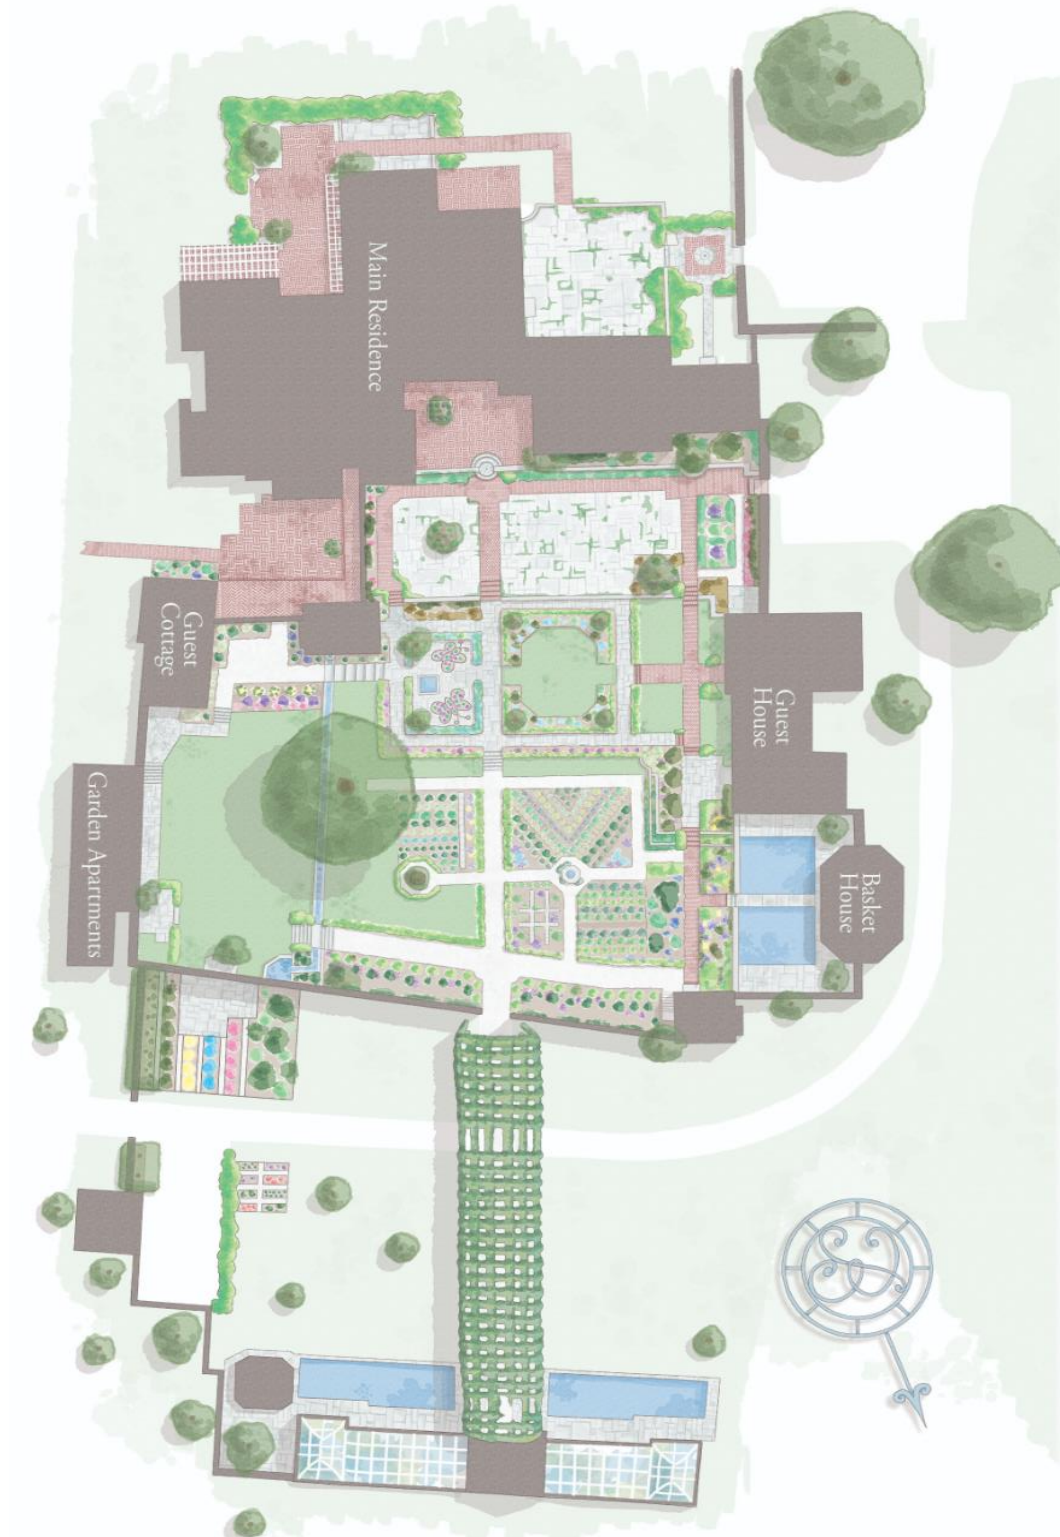 Main Residence
Guest
Cottage
Guest
House
Garden Apartments
Basket
House